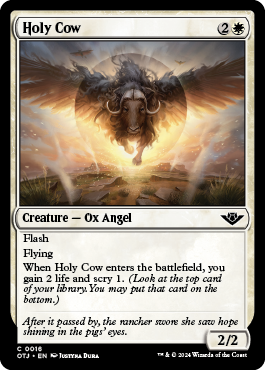 Holy Cow 2
Creature — Ox Angel
Flash
Flying
When Holy Cow enters the battlefield, you
gain 2 life and scry 1. (Look at the top card
of your library. You may put that card on the
bottom.)
After it passed by, the rancher swore she saw hope
shining in the pigs' eyes.
2/2
C 0016
OTJ • EN Justyna Dura
™ & © 2024 Wizards of the Coast